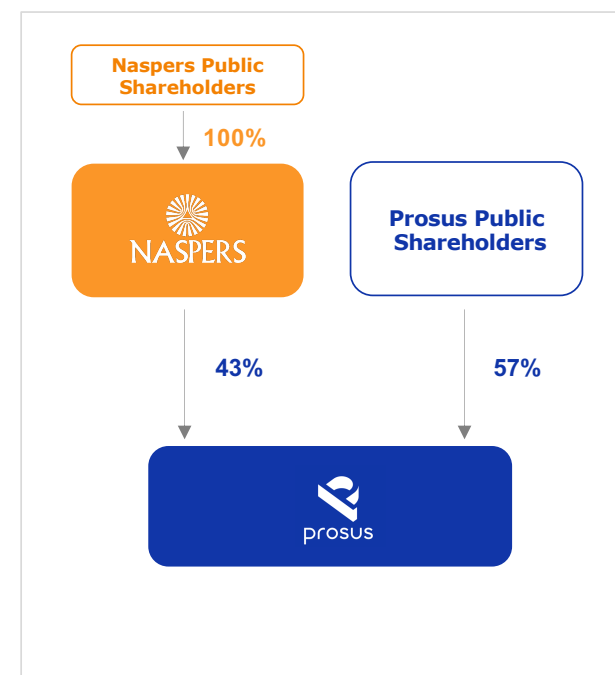 Naspers Public
Shareholders
100%
NASPERS
Prosus Public
Shareholders
43%
57%
prosus